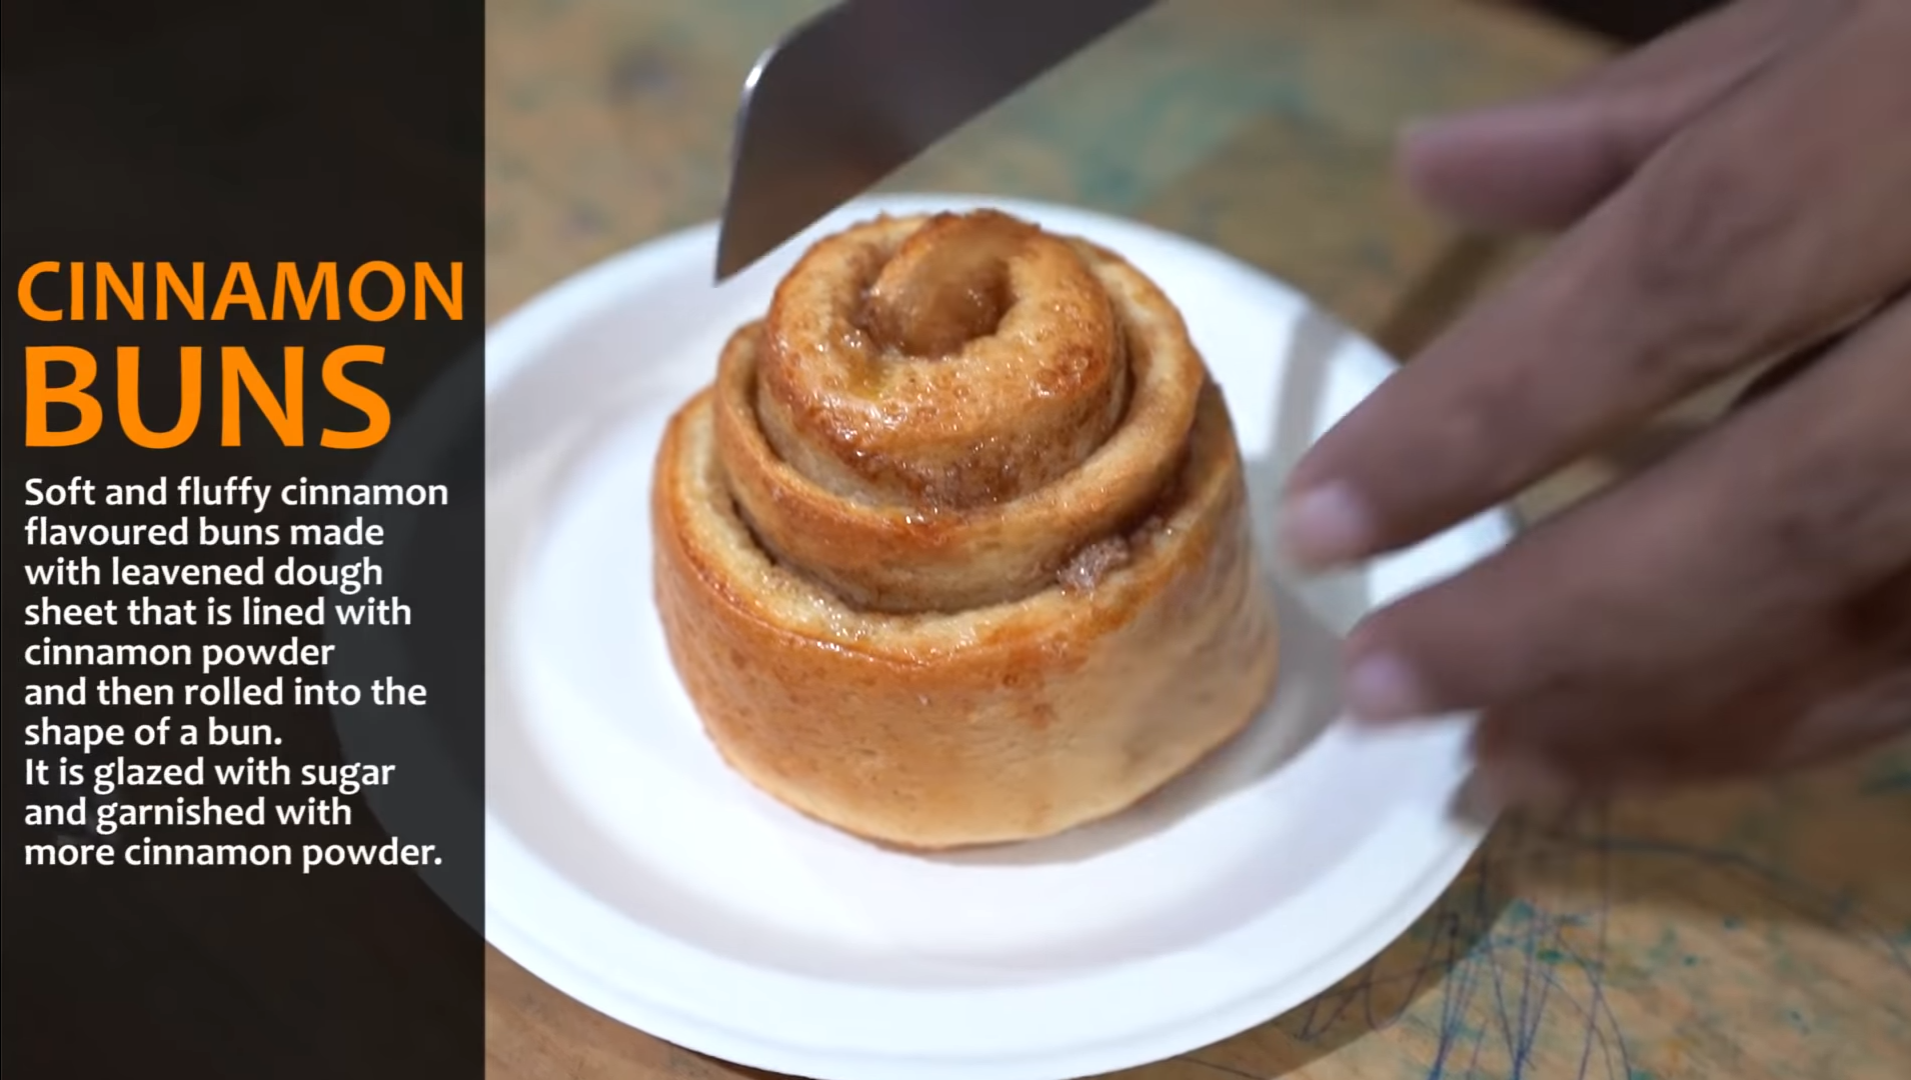 CINNAMON
BUNS
Soft and fluffy cinnamon
flavoured buns made
with leavened dough
sheet that is lined with
cinnamon powder
and then rolled into the
shape of a bun.
It is glazed with sugar
and garnished with
more cinnamon powder.